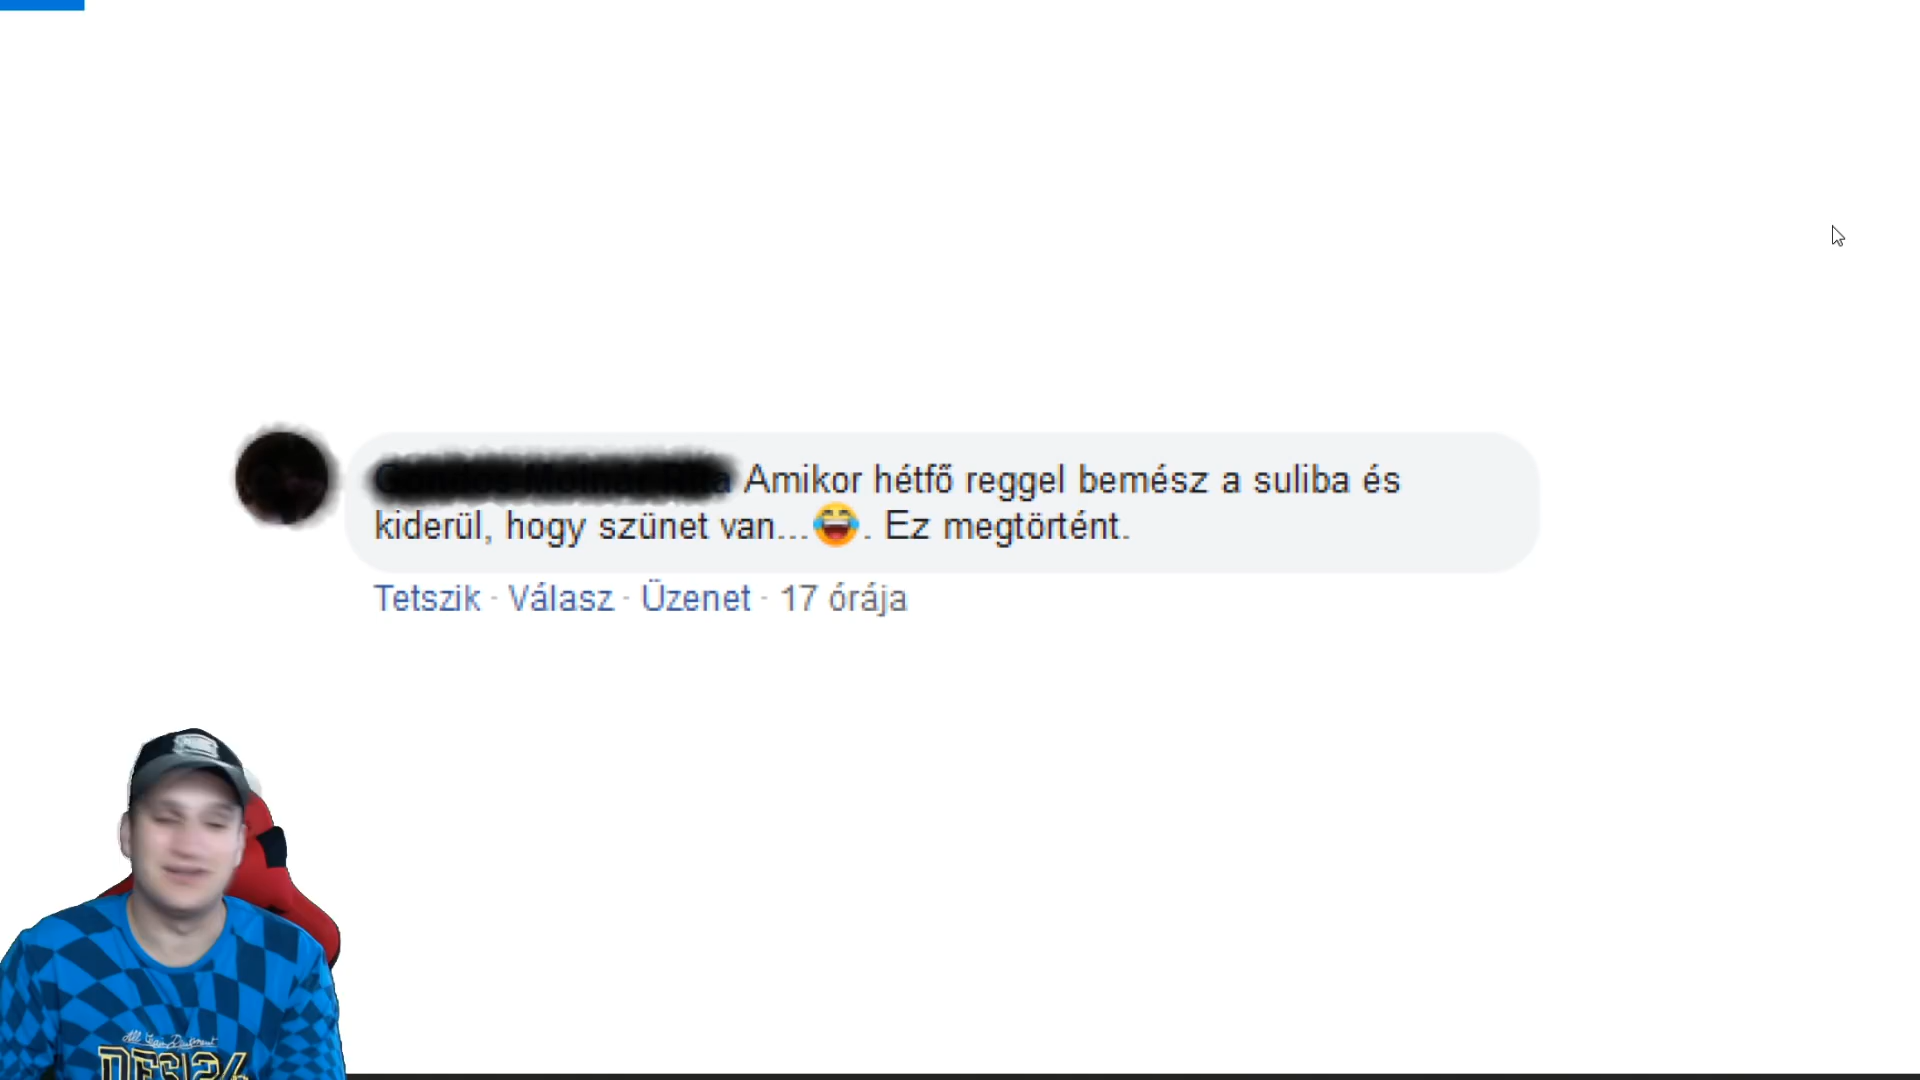 Amikor hétfő reggel bemész a suliba és
kiderül, hogy szünet van...😂. Ez megtörtént.
Tetszik · Válasz · Üzenet · 17 órája